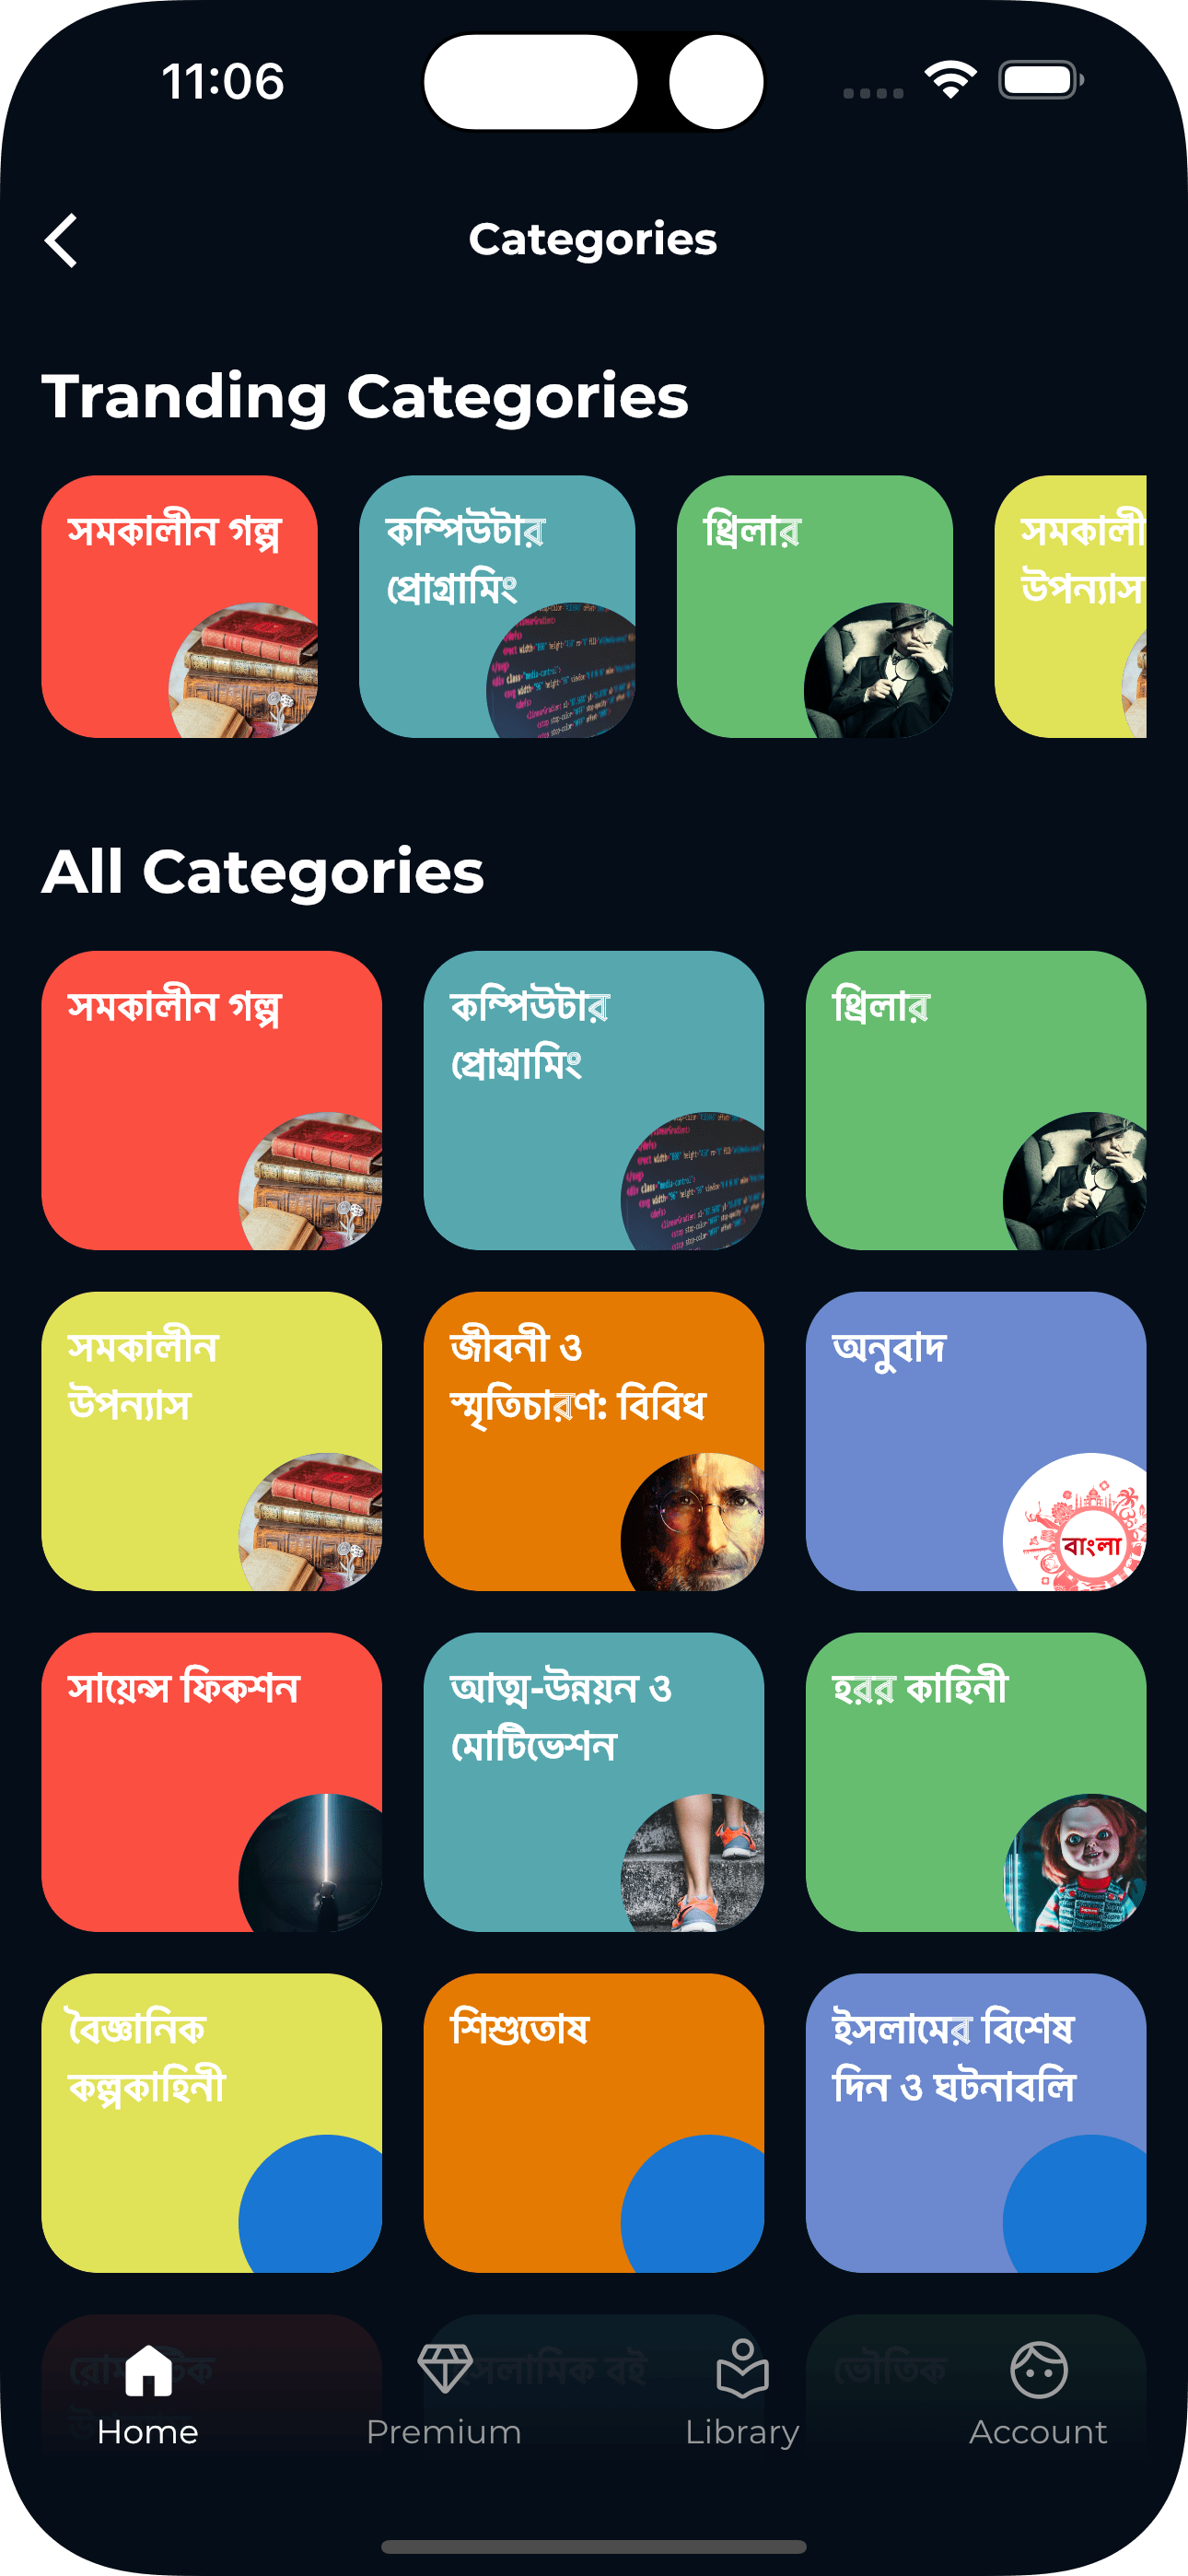 11:06
Categories
Tranding Categories
সমকালীন গল্প
কম্পিউটার
প্রোগ্রামিং
থ্রিলার
সমকালী
উপন্যাস
All Categories
সমকালীন গল্প
কম্পিউটার
প্রোগ্রামিং
থ্রিলার
সমকালীন
উপন্যাস
জীবনী ও
স্মৃতিচারণ: বিবিধ
অনুবাদ
বাংলা
সায়েন্স ফিকশন
আত্ম-উন্নয়ন ও
মোটিভেশন
হরর কাহিনী
বৈজ্ঞানিক
কল্পকাহিনী
শিশুতোষ
ইসলামের বিশেষ
দিন ও ঘটনাবলি
বই
ভৌতিক
Home
Premium
Library
Account